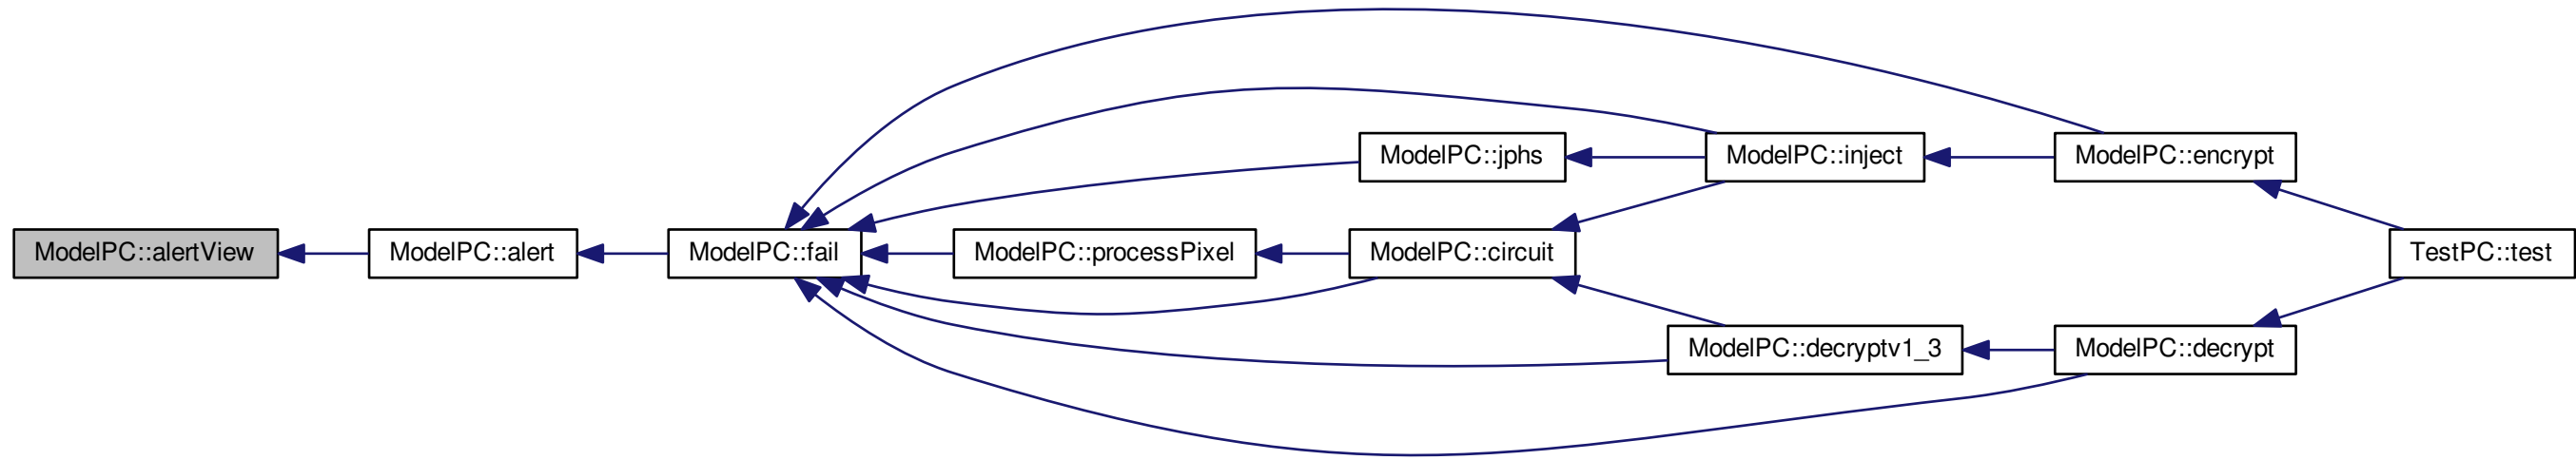 ModelPC::alertView
ModelPC::alert
ModelPC::fail
ModelPC::processPixel
ModelPC::jphs
ModelPC::circuit
ModelPC::inject
ModelPC::decryptv1_3
ModelPC::encrypt
ModelPC::decrypt
TestPC::test